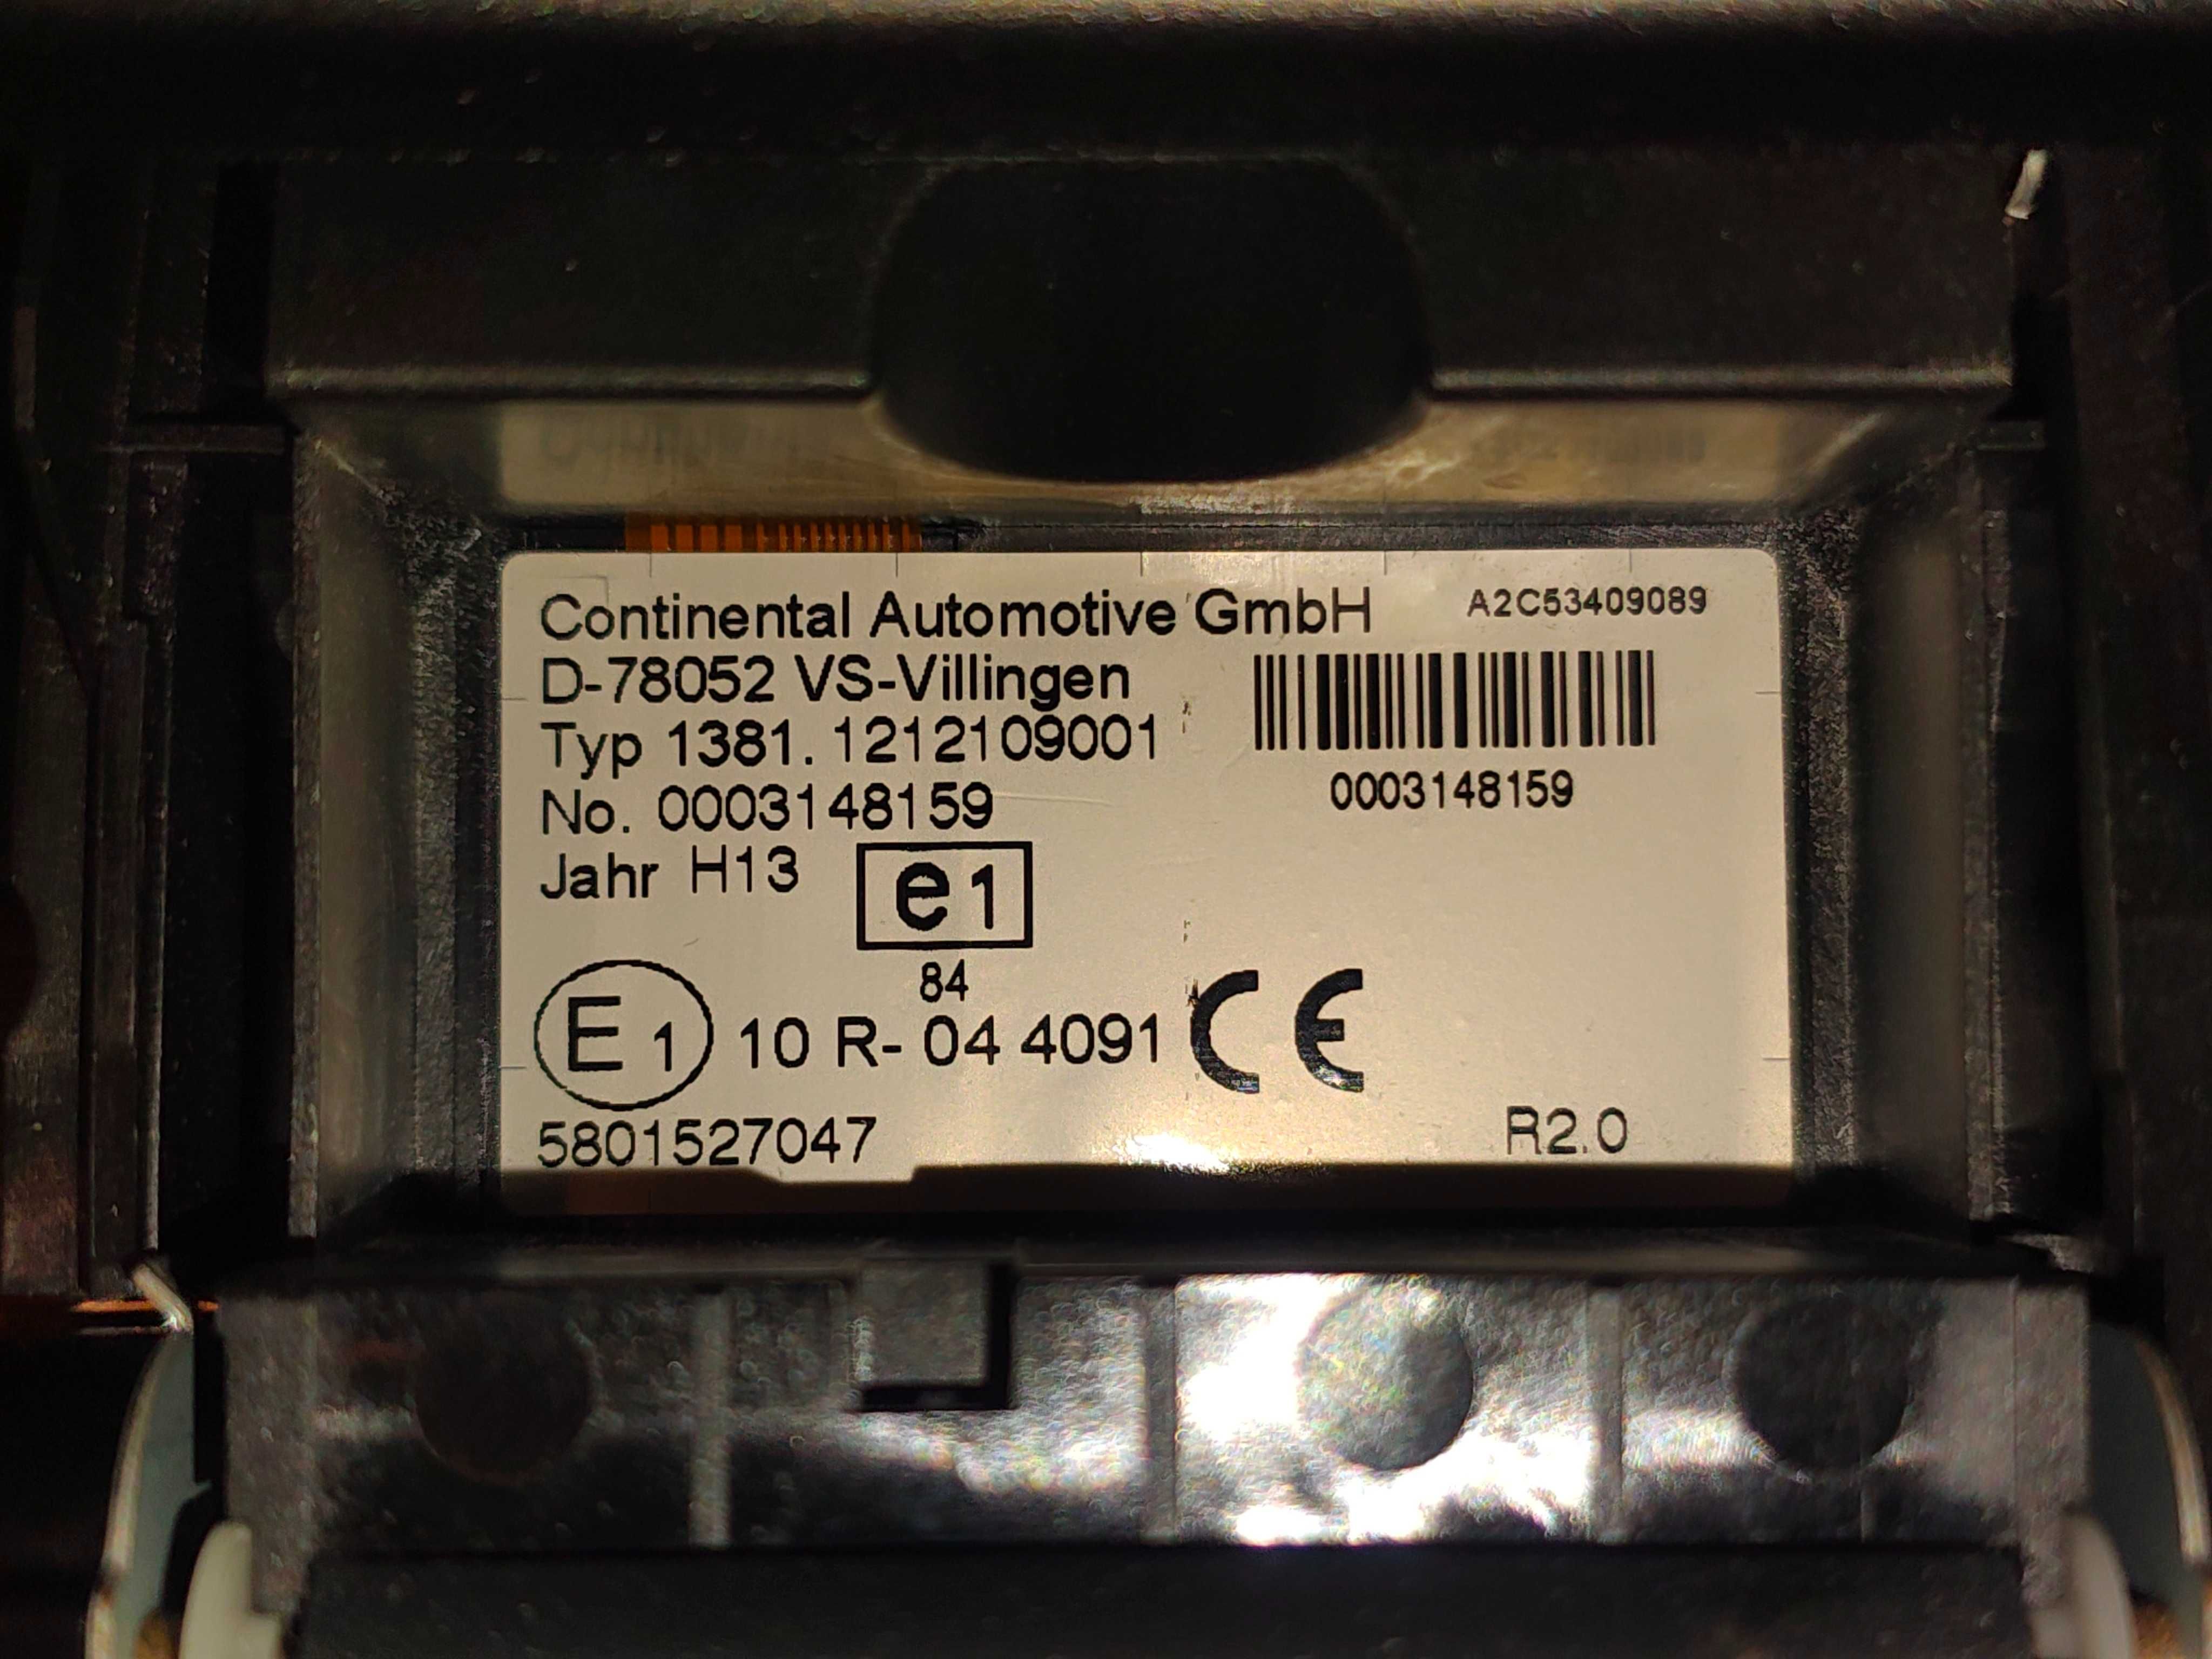 Continental Automotive GmbH
A2C53409089
D-78052 VS-Villingen
Typ 1381.1212109001
No. 0003148159
0003148159
Jahr H13
e1
84
E1 10 R- 04 4091 CE
5801527047
R2.0